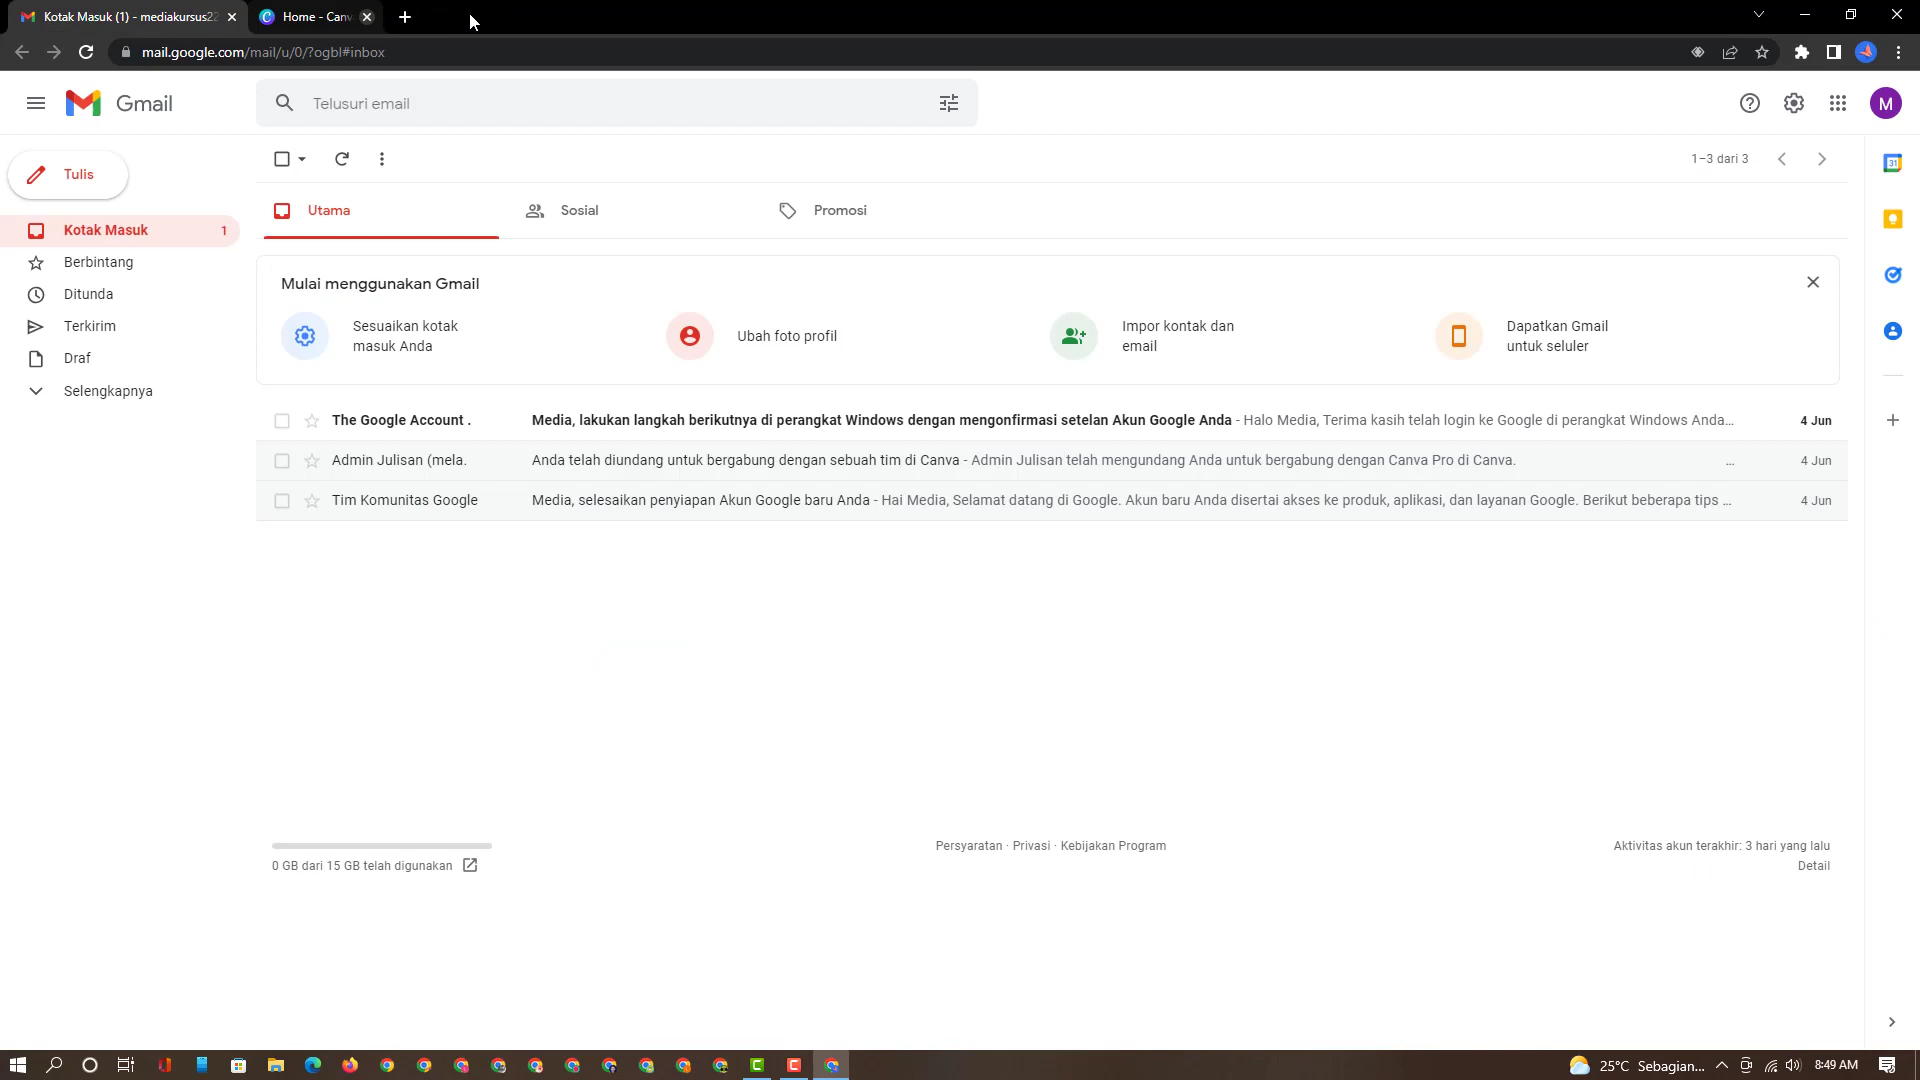 Kotak Masuk (1) - mediakursus22
Home - Canv
mail.google.com/mail/u/0/?ogbl#inbox
Gmail
Telusuri email
M
Tulis
1–3 dari 3
31
Utama
Sosial
Promosi
Kotak Masuk 1
Berbintang
Ditunda
Terkirim
Draf
Selengkapnya
Mulai menggunakan Gmail
Sesuaikan kotak
masuk Anda
Ubah foto profil
Impor kontak dan
email
Dapatkan Gmail
untuk seluler
The Google Account . Media, lakukan langkah berikutnya di perangkat Windows dengan mengonfirmasi setelan Akun Google Anda - Halo Media, Terima kasih telah login ke Google di perangkat Windows Anda... 4 Jun
Admin Julisan (mela. Anda telah diundang untuk bergabung dengan sebuah tim di Canva - Admin Julisan telah mengundang Anda untuk bergabung dengan Canva Pro di Canva. ... 4 Jun
Tim Komunitas Google Media, selesaikan penyiapan Akun Google baru Anda - Hai Media, Selamat datang di Google. Akun baru Anda disertai akses ke produk, aplikasi, dan layanan Google. Berikut beberapa tips ... 4 Jun
0 GB dari 15 GB telah digunakan
Persyaratan · Privasi · Kebijakan Program
Aktivitas akun terakhir: 3 hari yang lalu
Detail
25°C Sebagian... 8:49 AM